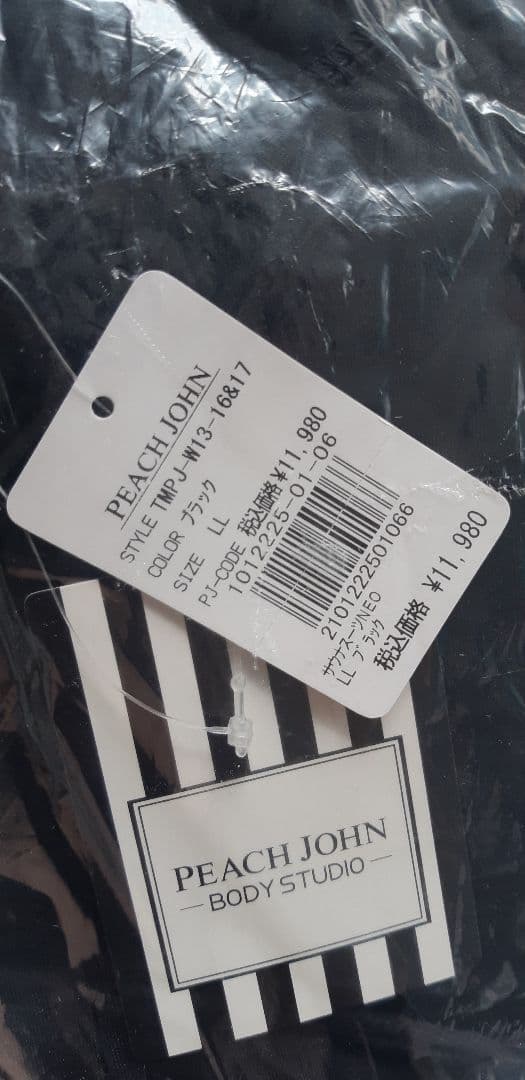 PEACH JOHN
STYLE TMPJ-W13-16&17
COLOR ブラック
SIZE LL
PJ-CODE 税込価格 ¥11,980
1012225-01-06
2101222501066
サウナスーツNEO
LL ブラック
税込価格 ¥11,980
PEACH JOHN
BODY STUDIO